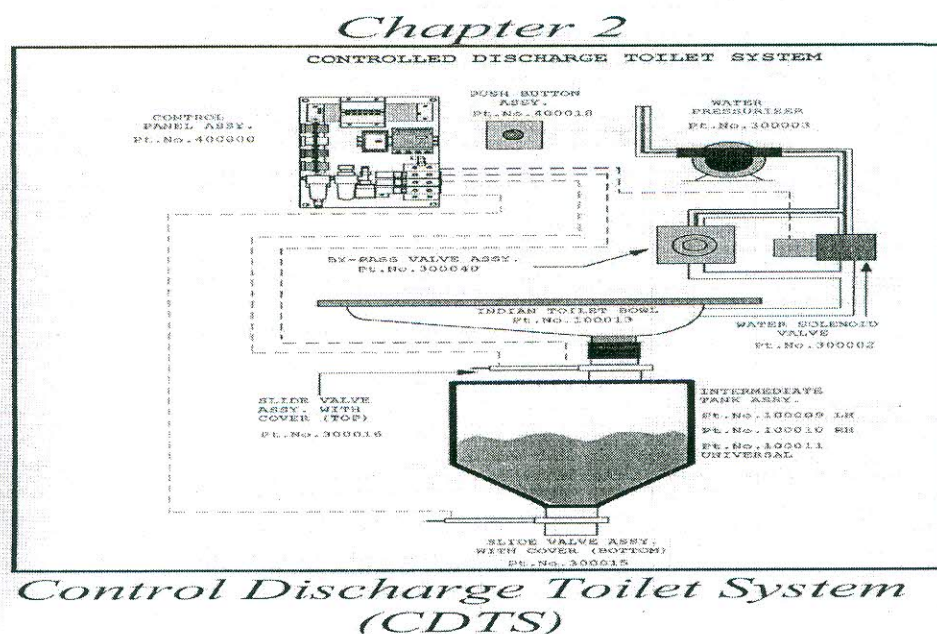 Chapter 2
CONTROLLED DISCHARGE TOILET SYSTEM
CONTROL
PANEL ASSY.
Pt.No.400000
PUSH BUTTON
ASSY.
Pt.No.400018
WATER
PRESSURIZER
Pt.No.300003
BY-PASS VALVE ASSY.
Pt.No.300040
INDIAN TOILET BOWL
Pt.No.100013
WATER SOLENOID
VALVE
Pt.No.300002
SLIDE VALVE
ASSY. WITH
COVER (TOP)
Pt.No.300016
INTERMEDIATE
TANK ASSY.
Pt.No.100009 LH
Pt.No.100010 RH
Pt.No.100011
UNIVERSAL
SLIDE VALVE ASSY.
WITH COVER (BOTTOM)
Pt.No.300015
Control Discharge Toilet System
(CDTS)